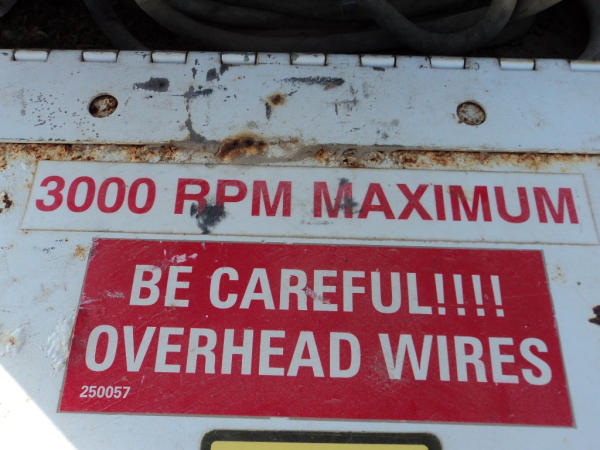 3000 RPM MAXIMUM
BE CAREFUL!!!!
OVERHEAD WIRES
250057